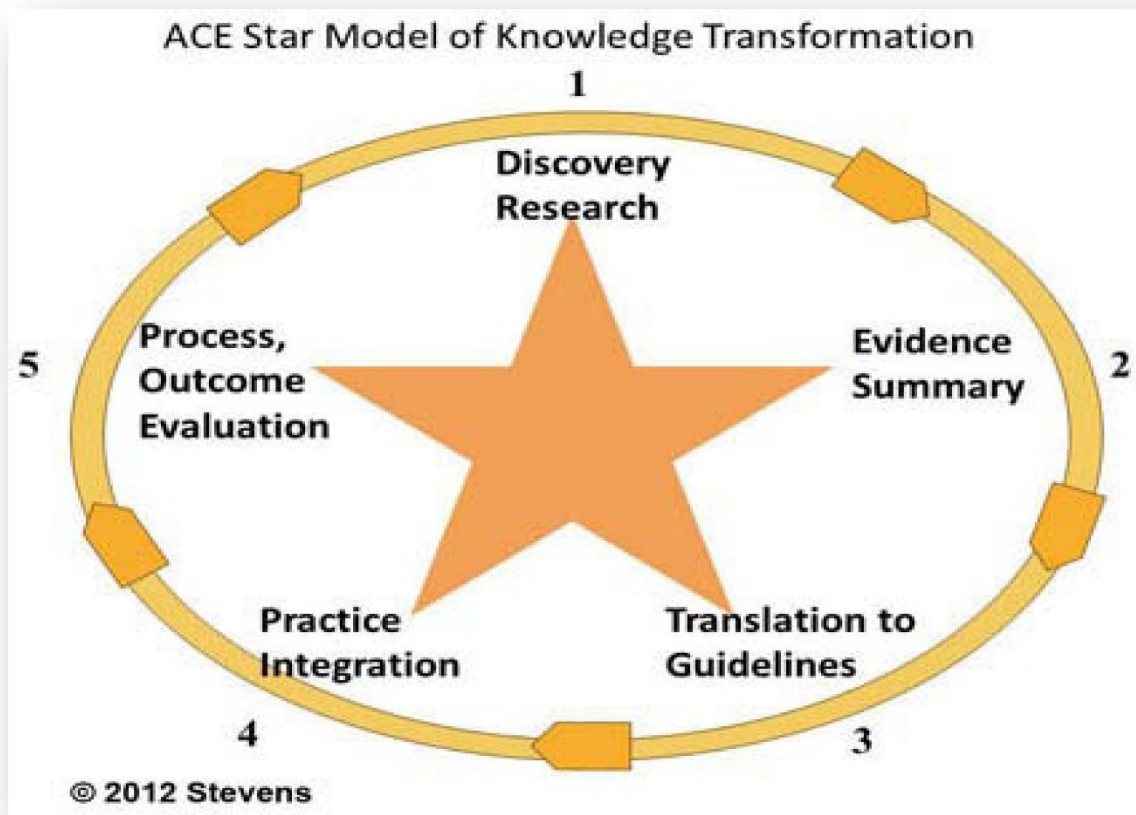 ACE Star Model of Knowledge Transformation
1
Discovery
Research
Evidence
Summary
2
Translation to
Guidelines
3
Practice
Integration
4
Process,
Outcome
Evaluation
5
© 2012 Stevens